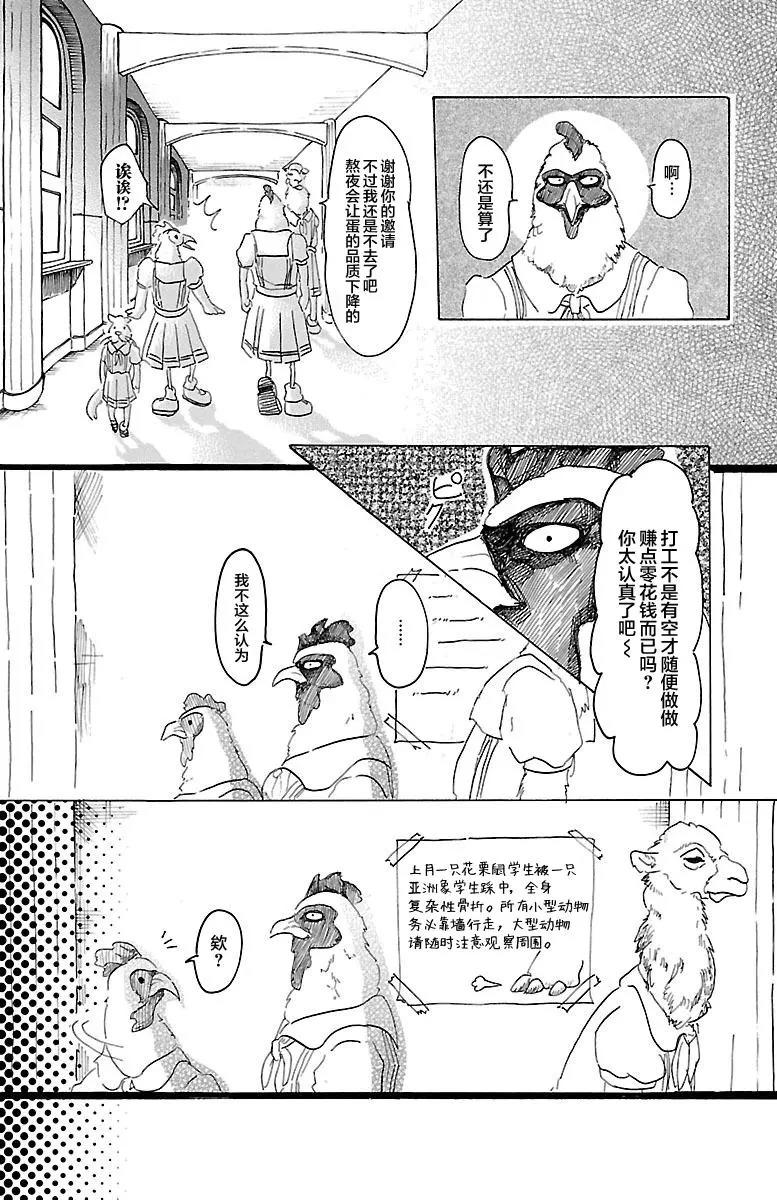 啊…
不还是算了
谢谢你的邀请
不过我还是不去了吧
熬夜会让蛋的品质下降的
诶诶!?
打工不是有空才随便做做
赚点零花钱而已吗?
你太认真了吧~
……
我不这么认为
上月一只花栗鼠学生被一只
亚洲象学生踩中，全身
复杂性骨折。所有小型动物
务必靠墙行走，大型动物
请随时注意观察周围。
欸?